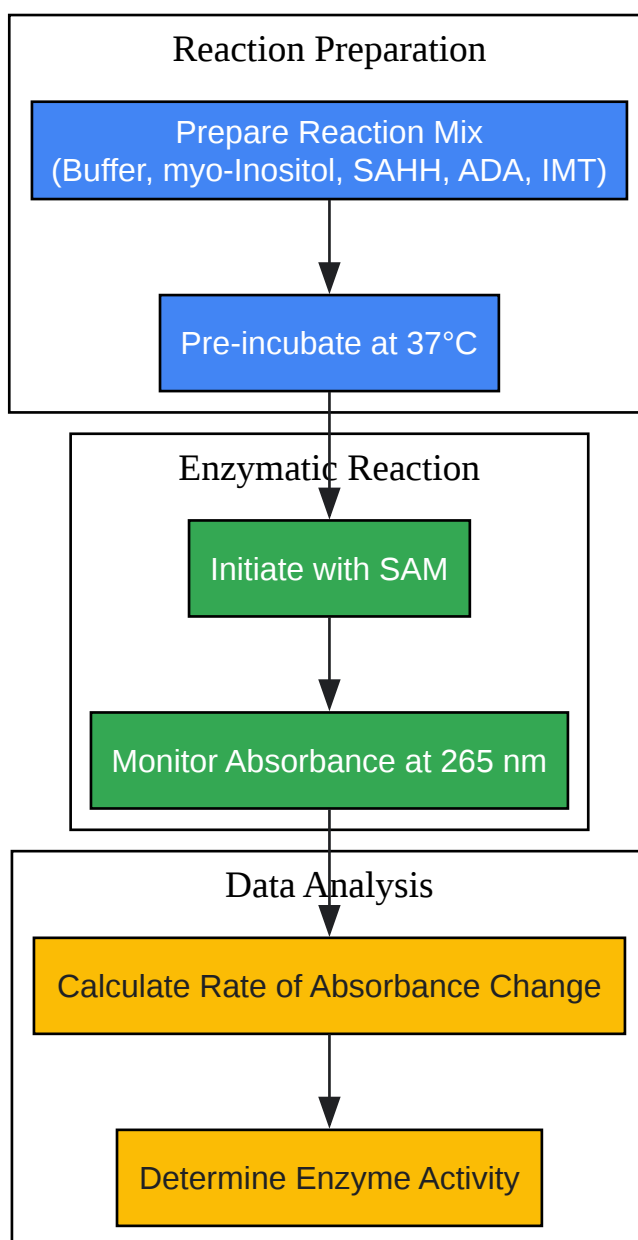 Reaction Preparation
Prepare Reaction Mix
(Buffer, myo-Inositol, SAHH, ADA, IMT)
Pre-incubate at 37°C
Enzymatic Reaction
Initiate with SAM
Monitor Absorbance at 265 nm
Data Analysis
Calculate Rate of Absorbance Change
Determine Enzyme Activity